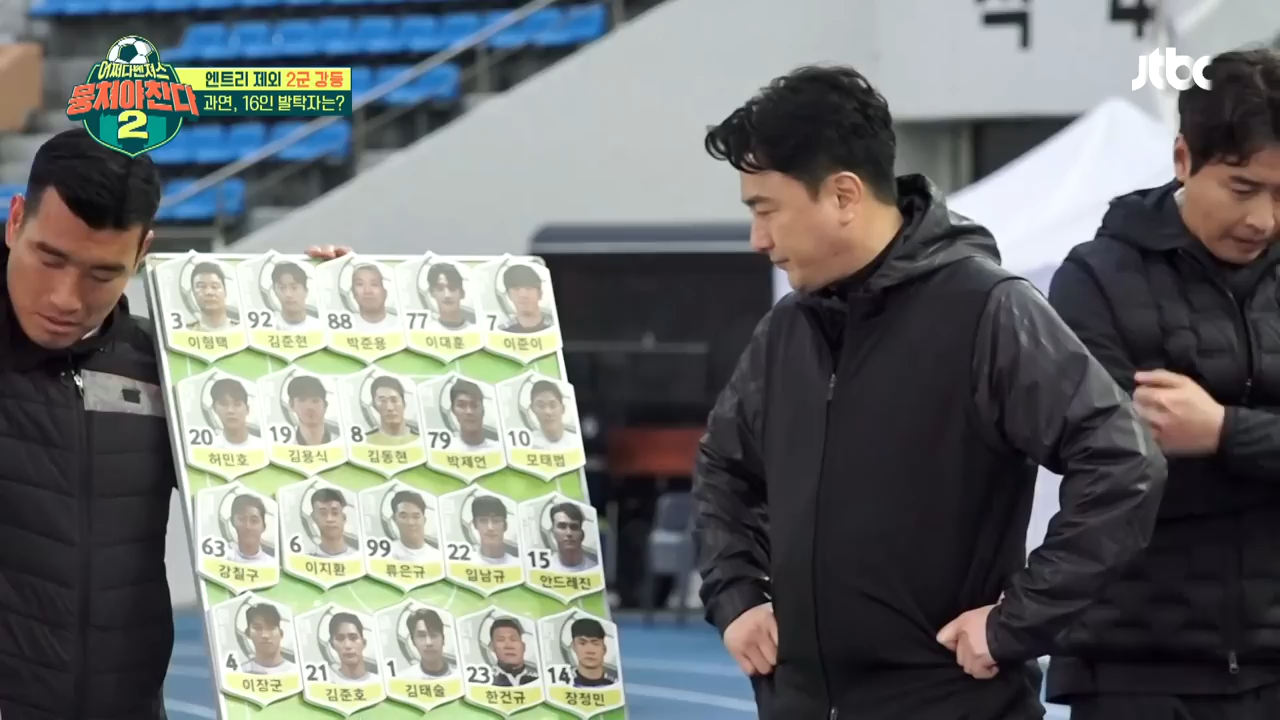 어쩌다벤져스
뭉쳐야찬다
2
엔트리 제외 2군 강등
과연, 16인 발탁자는?
jtbc
3 92 88 77 7
이형택 김준현 박준용 이대훈 이준이
20 19 8 79 10
허민호 김용식 김동현 박제언 모태범
63 6 99 22 15
강칠구 이지환 류은규 임남규 안드레진
4 21 1 23 14
이장군 김준호 김태술 한건규 장정민